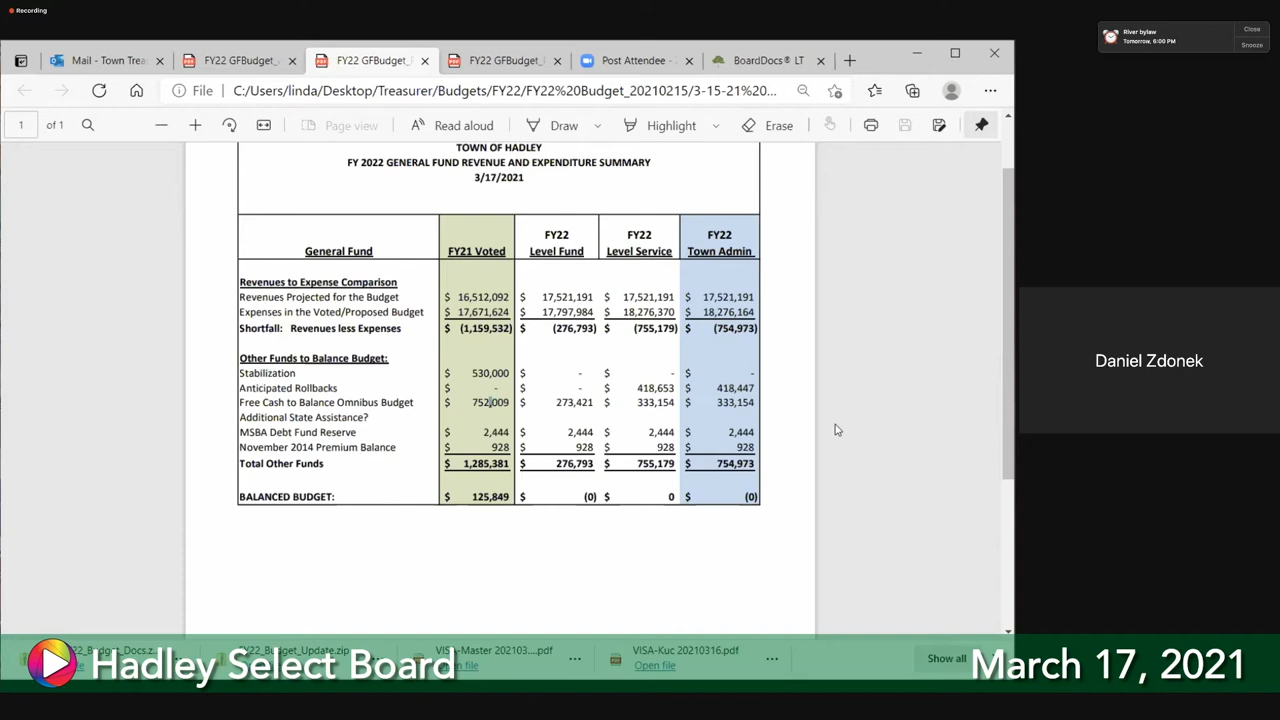 Recording
River bylaw
Tomorrow, 6:00 PM
Close
Snooze
Mail - Town Trea
FY22 GFBudget_
FY22 GFBudget_
FY22 GFBudget_
Post Attendee -
BoardDocs® LT
File C:/Users/linda/Desktop/Treasurer/Budgets/FY22/FY22%20Budget_20210215/3-15-21%20...
1 of 1 Page view Read aloud Draw Highlight Erase
TOWN OF HADLEY
FY 2022 GENERAL FUND REVENUE AND EXPENDITURE SUMMARY
3/17/2021
General Fund FY21 Voted FY22 Level Fund FY22 Level Service FY22 Town Admin
Revenues to Expense Comparison
Revenues Projected for the Budget $ 16,512,092 $ 17,521,191 $ 17,521,191 $ 17,521,191
Expenses in the Voted/Proposed Budget $ 17,671,624 $ 17,797,984 $ 18,276,370 $ 18,276,164
Shortfall: Revenues less Expenses $ (1,159,532) $ (276,793) $ (755,179) $ (754,973)
Other Funds to Balance Budget:
Stabilization $ 530,000 $ - $ - $ -
Anticipated Rollbacks $ - $ - $ 418,653 $ 418,447
Free Cash to Balance Omnibus Budget $ 752,009 $ 273,421 $ 333,154 $ 333,154
Additional State Assistance?
MSBA Debt Fund Reserve $ 2,444 $ 2,444 $ 2,444 $ 2,444
November 2014 Premium Balance $ 928 $ 928 $ 928 $ 928
Total Other Funds $ 1,285,381 $ 276,793 $ 755,179 $ 754,973
BALANCED BUDGET: $ 125,849 $ (0) $ 0 $ (0)
Daniel Zdonek
FY22_Budget_Update.zip
VISA-Master 202103....pdf
Open file
VISA-Kuc 20210316.pdf
Open file
Show all
Hadley Select Board
March 17, 2021